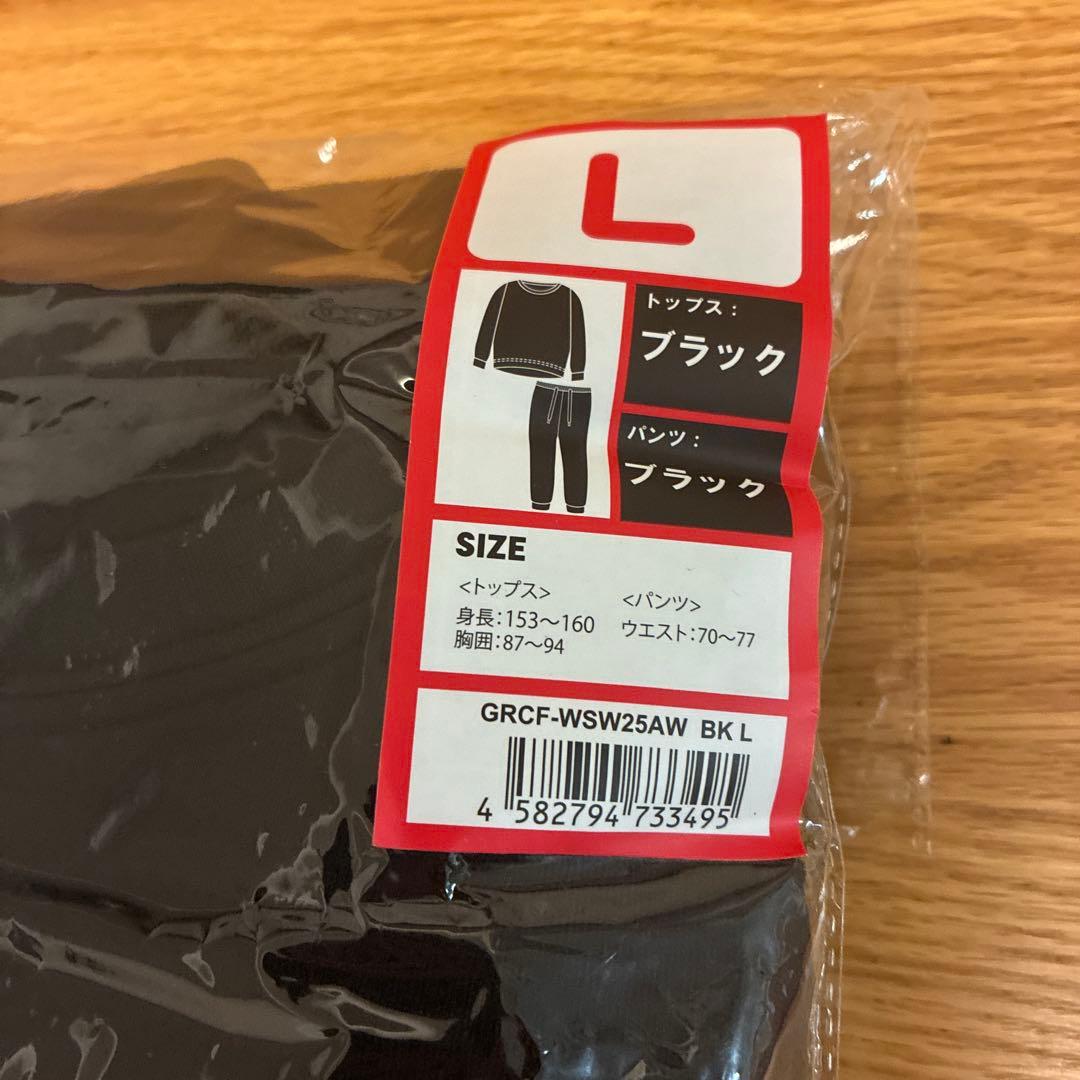 L
トップス：
ブラック
パンツ：
ブラック
SIZE
<トップス>
身長：153〜160
胸囲：87〜94
<パンツ>
ウエスト：70〜77
GRCF-WSW25AW BK L
4 582794 733495